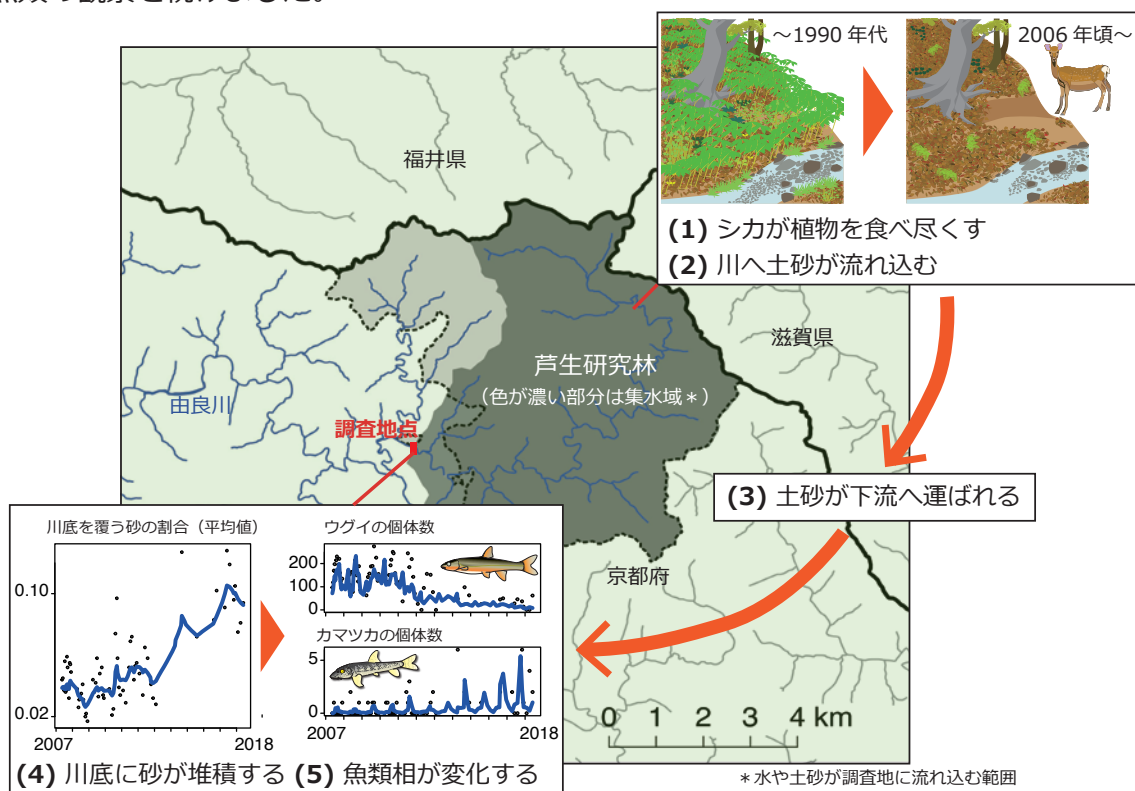 ～1990 年代
2006 年頃～
(1) シカが植物を食べ尽くす
(2) 川へ土砂が流れ込む
福井県
滋賀県
芦生研究林
（色が濃い部分は集水域＊）
由良川
調査地点
(3) 土砂が下流へ運ばれる
京都府
川底を覆う砂の割合（平均値）
0.10
0.02
2007
2018
ウグイの個体数
200
100
0
カマツカの個体数
5
0
2007
2018
(4) 川底に砂が堆積する
(5) 魚類相が変化する
0 1 2 3 4 km
＊水や土砂が調査地に流れ込む範囲